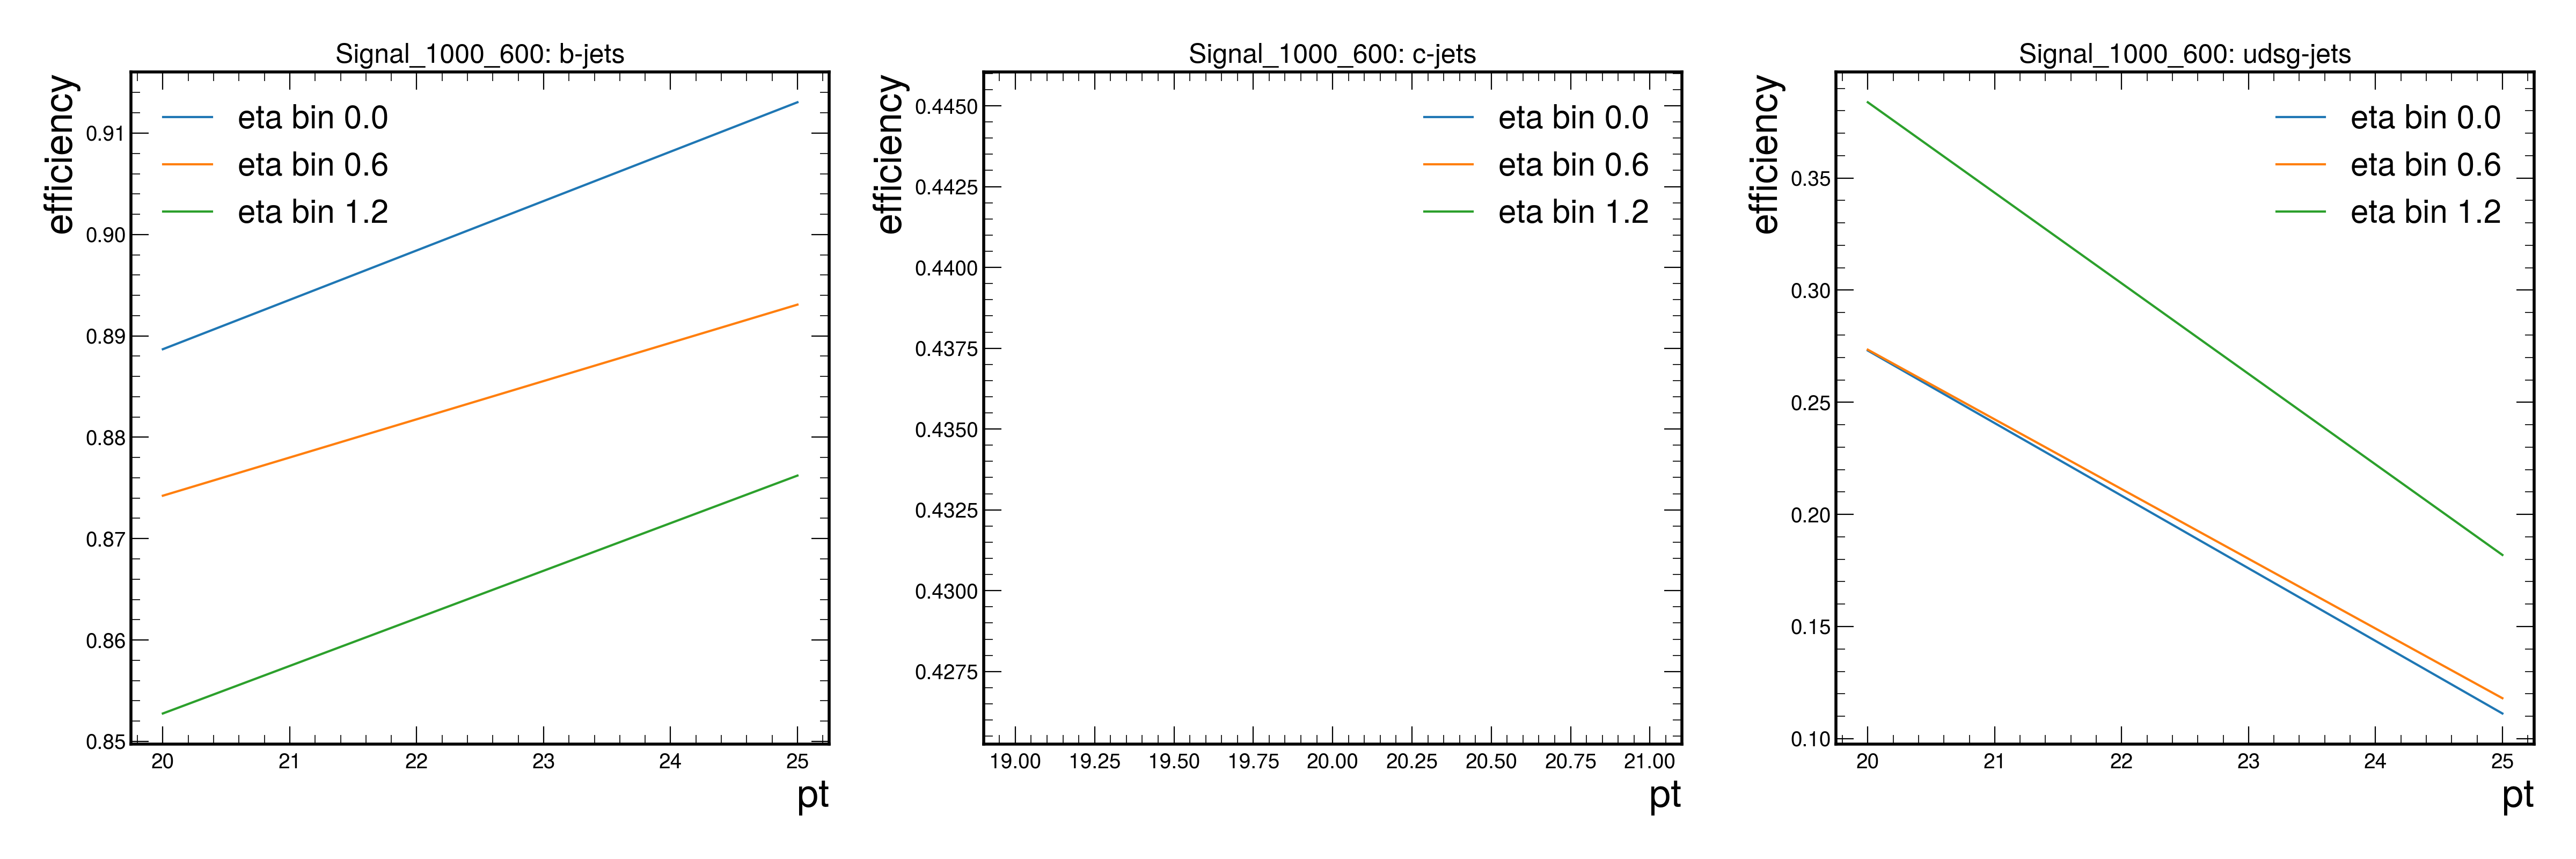 Signal_1000_600: b-jets
efficiency
0.91
0.90
0.89
0.88
0.87
0.86
0.85
eta bin 0.0
eta bin 0.6
eta bin 1.2
20 21 22 23 24 25
pt
Signal_1000_600: c-jets
efficiency
0.4450
0.4425
0.4400
0.4375
0.4350
0.4325
0.4300
0.4275
eta bin 0.0
eta bin 0.6
eta bin 1.2
19.00 19.25 19.50 19.75 20.00 20.25 20.50 20.75 21.00
pt
Signal_1000_600: udsg-jets
efficiency
0.35
0.30
0.25
0.20
0.15
0.10
eta bin 0.0
eta bin 0.6
eta bin 1.2
20 21 22 23 24 25
pt